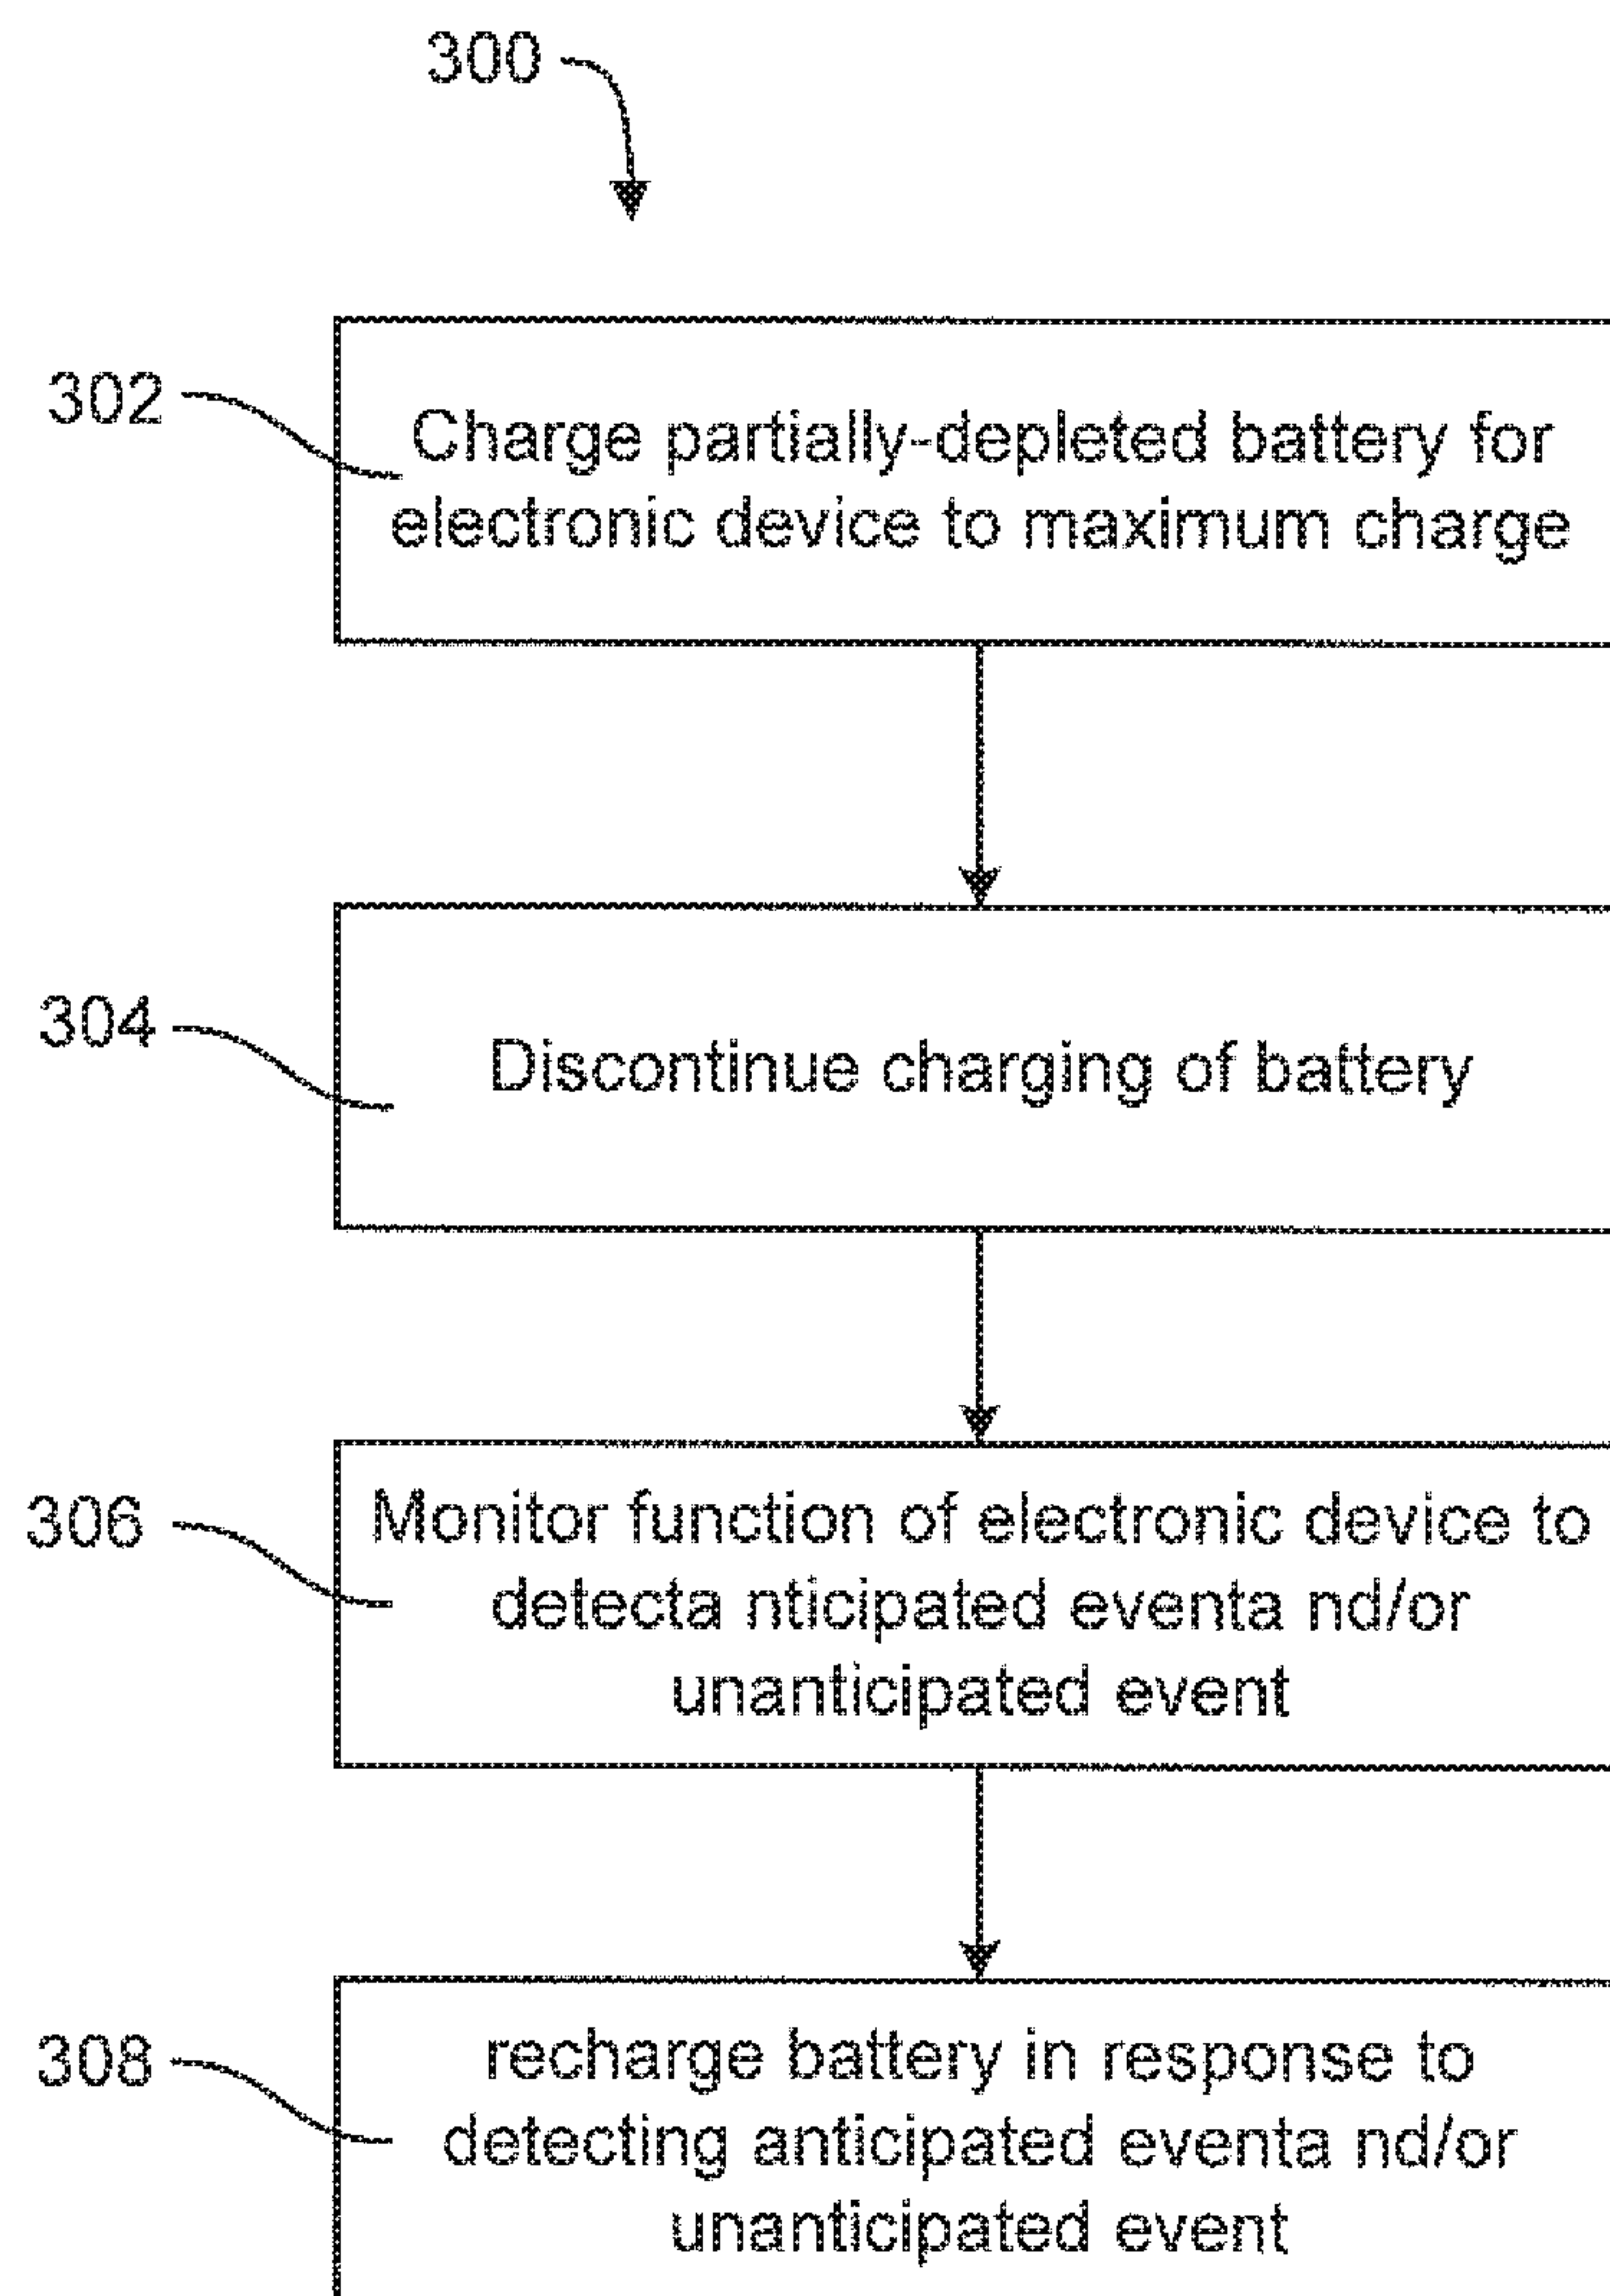 300
302
Charge partially-depleted battery for
electronic device to maximum charge
304
Discontinue charging of battery
306
Monitor function of electronic device to
detecta nticipated eventa nd/or
unanticipated event
308
recharge battery in response to
detecting anticipated eventa nd/or
unanticipated event